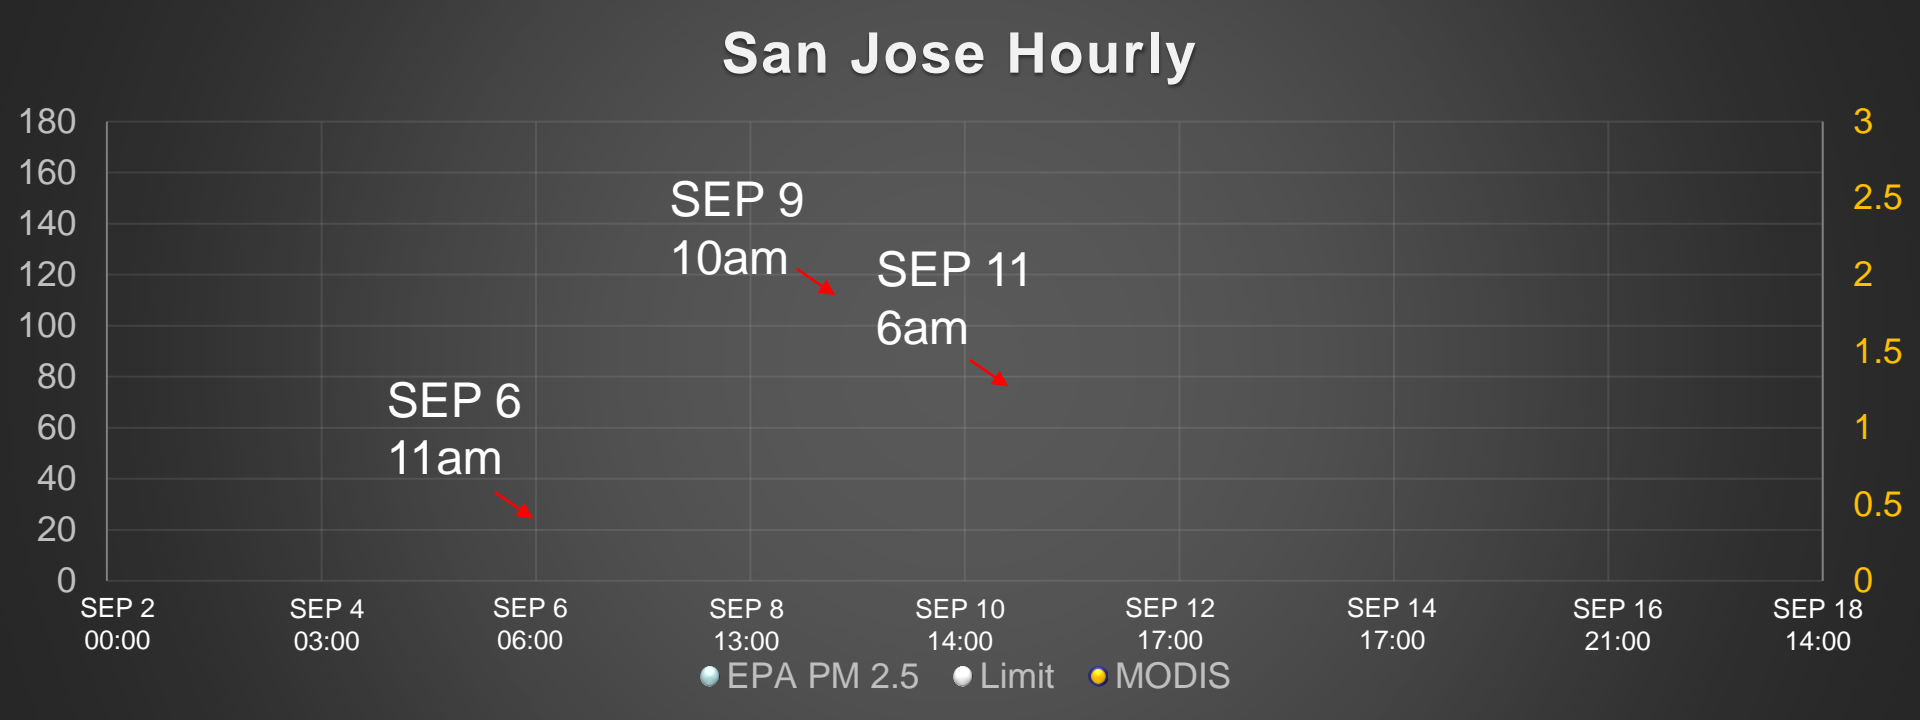 San Jose Hourly
180
160
140
120
100
80
60
40
20
0
3
2.5
2
1.5
1
0.5
0
SEP 9
10am
SEP 11
6am
SEP 6
11am
SEP 2
00:00
SEP 4
03:00
SEP 6
06:00
SEP 8
13:00
SEP 10
14:00
SEP 12
17:00
SEP 14
17:00
SEP 16
21:00
SEP 18
14:00
EPA PM 2.5 Limit MODIS